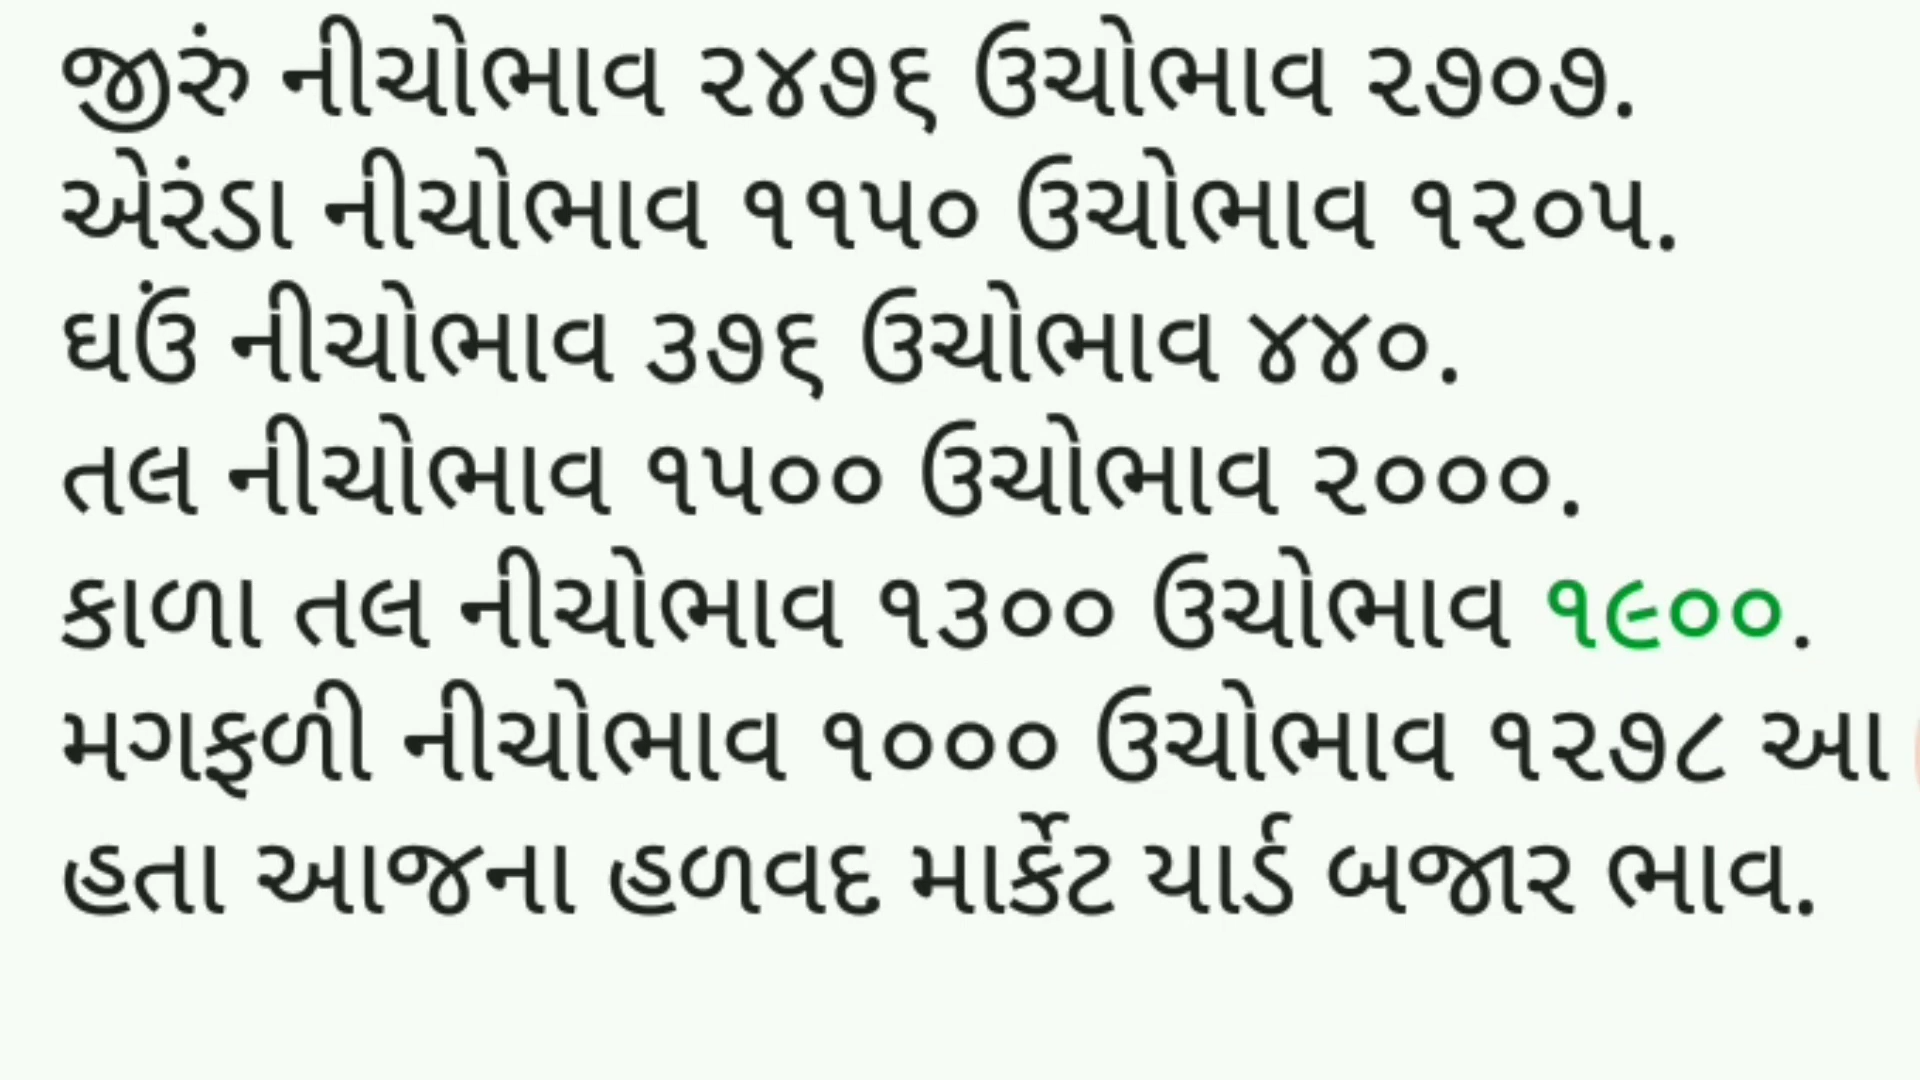 જીરું નીચોભાવ ૨૪૭૬ ઉચોભાવ ૨૭૦૭.
એરંડા નીચોભાવ ૧૧૫૦ ઉચોભાવ ૧૨૦૫.
ઘઉં નીચોભાવ ૩૭૬ ઉચોભાવ ૪૪૦.
તલ નીચોભાવ ૧૫૦૦ ઉચોભાવ ૨૦૦૦.
કાળા તલ નીચોભાવ ૧૩૦૦ ઉચોભાવ ૧૯૦૦.
મગફળી નીચોભાવ ૧૦૦૦ ઉચોભાવ ૧૨૭૮ આ
હતા આજના હળવદ માર્કેટ યાર્ડ બજાર ભાવ.